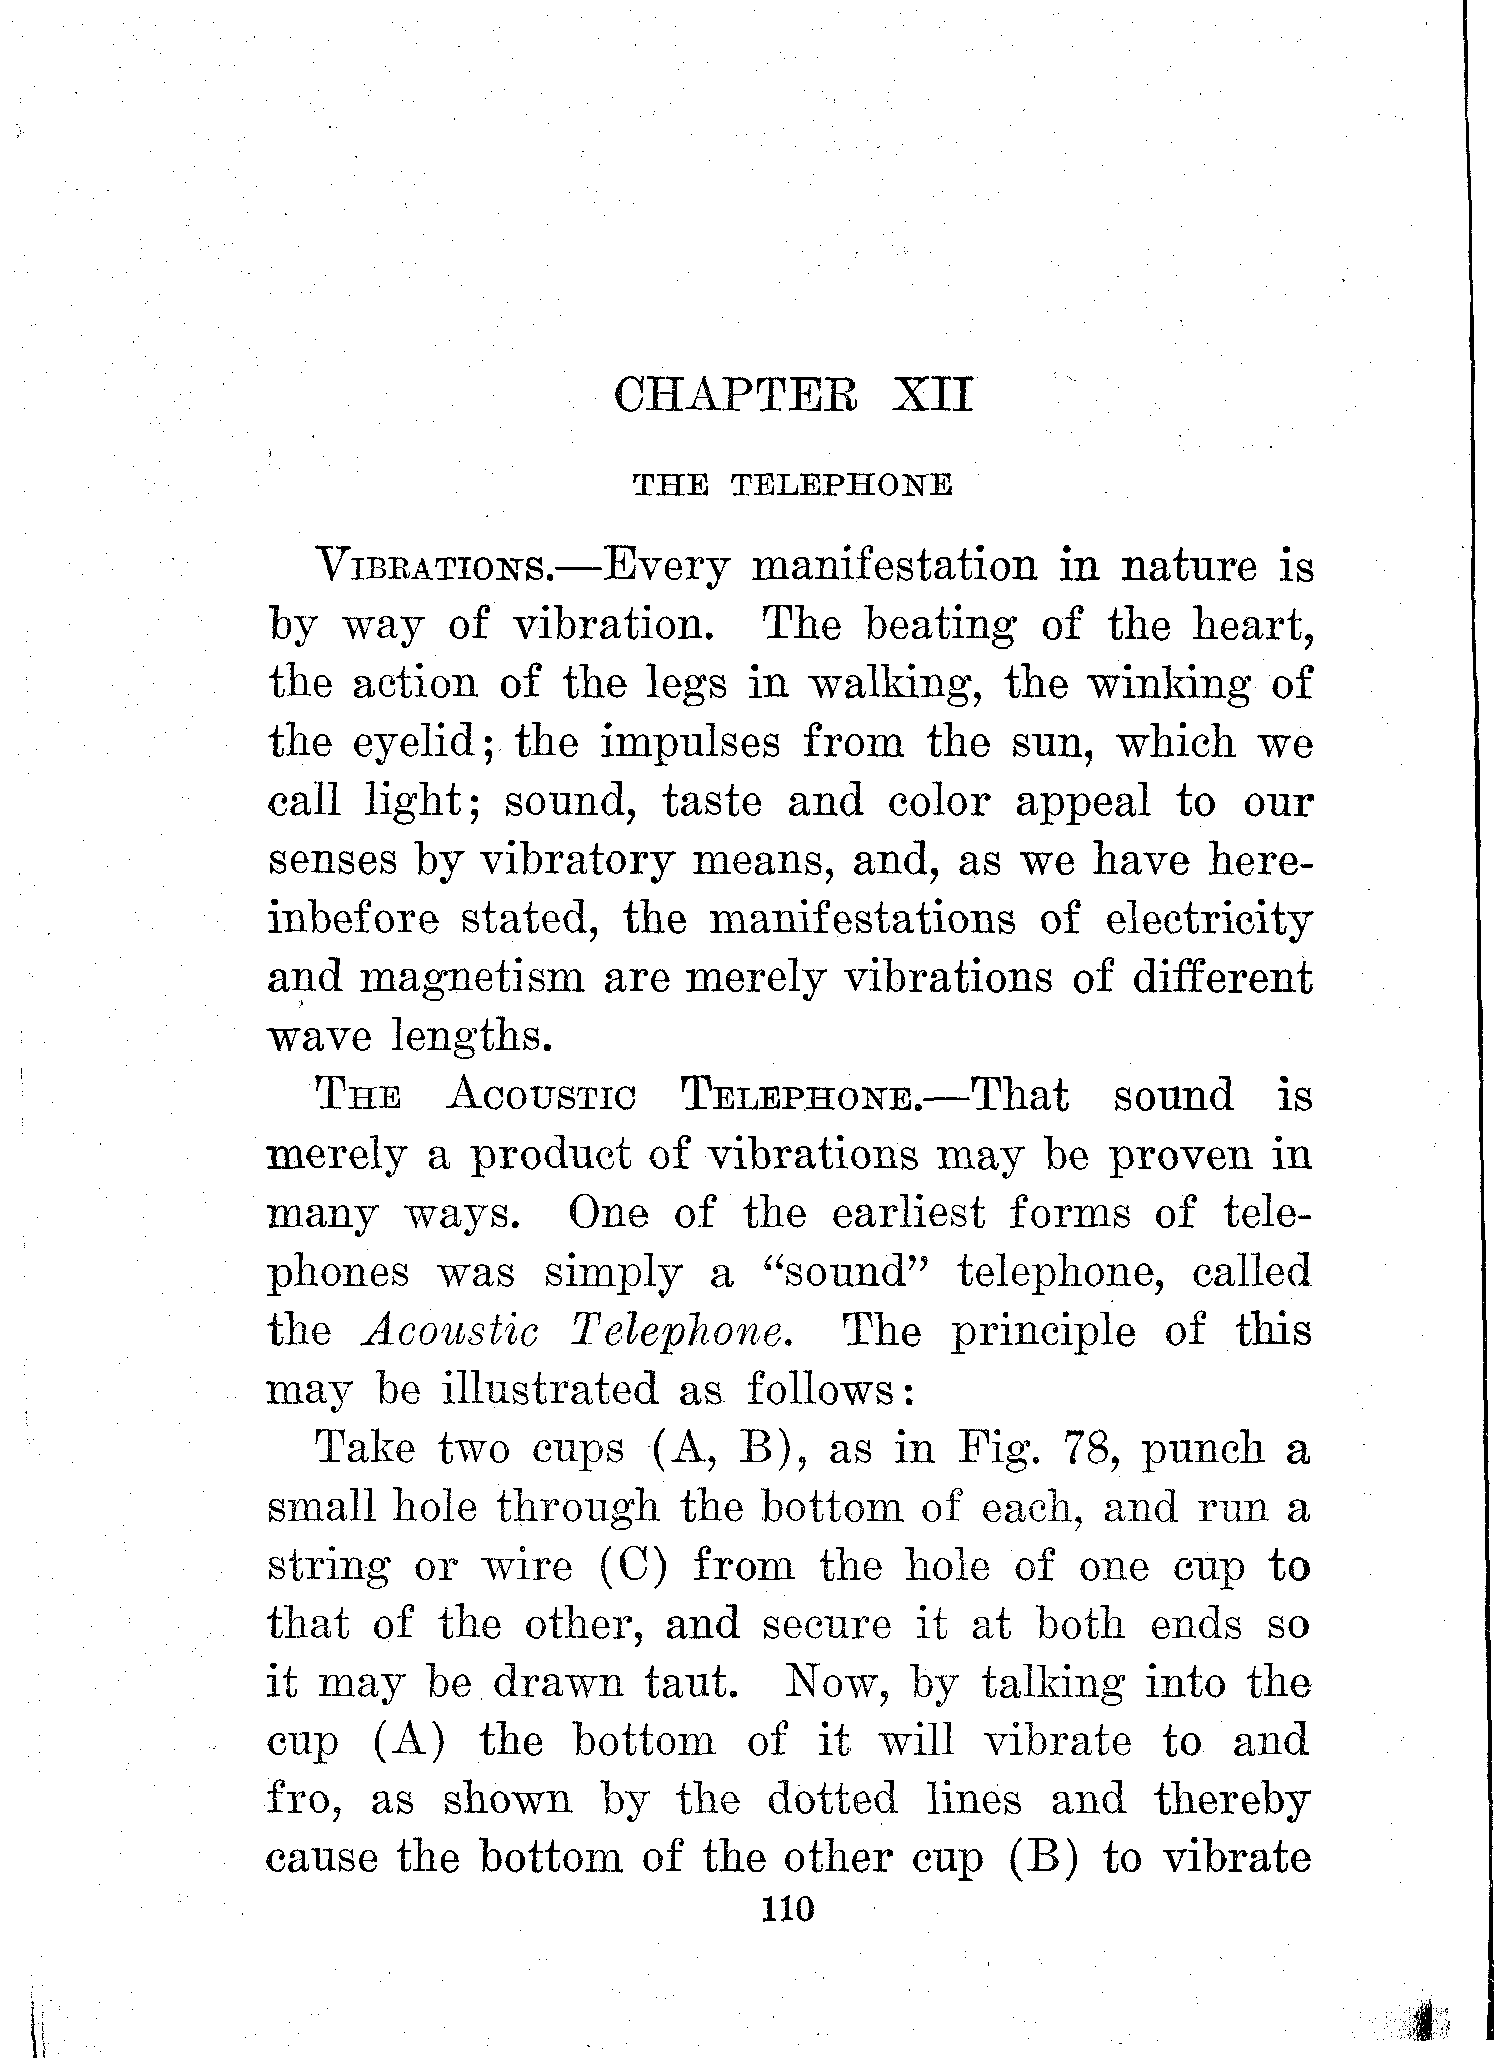 CHAPTER XII
THE TELEPHONE
VIBRATIONS.—Every manifestation in nature is
by way of vibration. The beating of the heart,
the action of the legs in walking, the winking of
the eyelid; the impulses from the sun, which we
call light; sound, taste and color appeal to our
senses by vibratory means, and, as we have here-
inbefore stated, the manifestations of electricity
and magnetism are merely vibrations of different
wave lengths.
THE ACOUSTIC TELEPHONE.—That sound is
merely a product of vibrations may be proven in
many ways. One of the earliest forms of tele-
phones was simply a “sound” telephone, called
the Acoustic Telephone. The principle of this
may be illustrated as follows:
Take two cups (A, B), as in Fig. 78, punch a
small hole through the bottom of each, and run a
string or wire (C) from the hole of one cup to
that of the other, and secure it at both ends so
it may be drawn taut. Now, by talking into the
cup (A) the bottom of it will vibrate to and
fro, as shown by the dotted lines and thereby
cause the bottom of the other cup (B) to vibrate
110